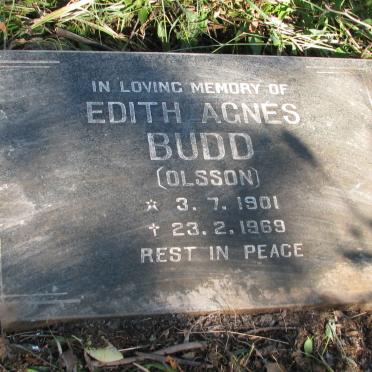 IN LOVING MEMORY OF
EDITH AGNES
BUDD
(OLSSON)
☆ 3. 7. 1901
✝ 23. 2. 1969
REST IN PEACE